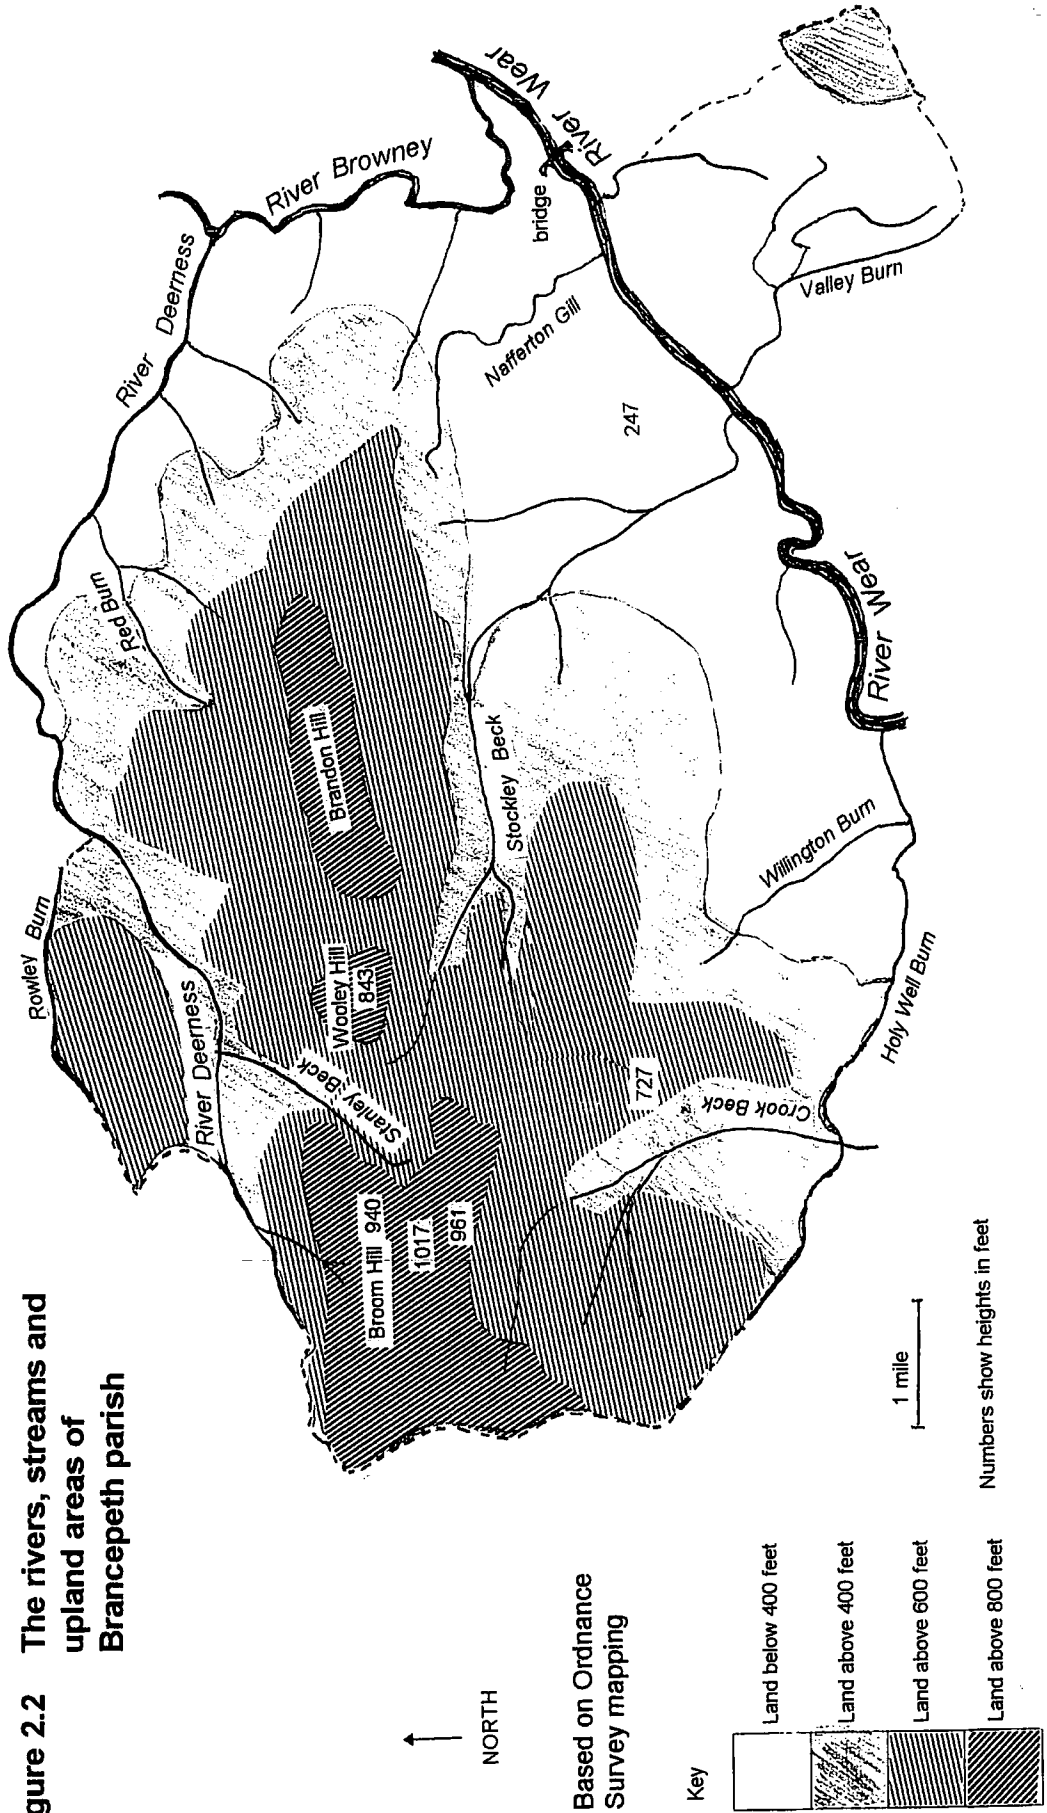 gure 2.2 The rivers, streams and
upland areas of
Brancepeth parish
Rowley Burn
River Deerness
Red Burn
River Deerness
River Browney
River Wear
River Wear
bridge
Nafferton Gill
Valley Burn
247
Brandon Hill
Wooley Hill
843
Stanley Beck
Stockley Beck
Broom Hill 940
1017
961
727
Crook Beck
Willington Burn
Holy Well Burn
River Wear
NORTH
Based on Ordnance
Survey mapping
1 mile
Numbers show heights in feet
Key
Land below 400 feet
Land above 400 feet
Land above 600 feet
Land above 800 feet